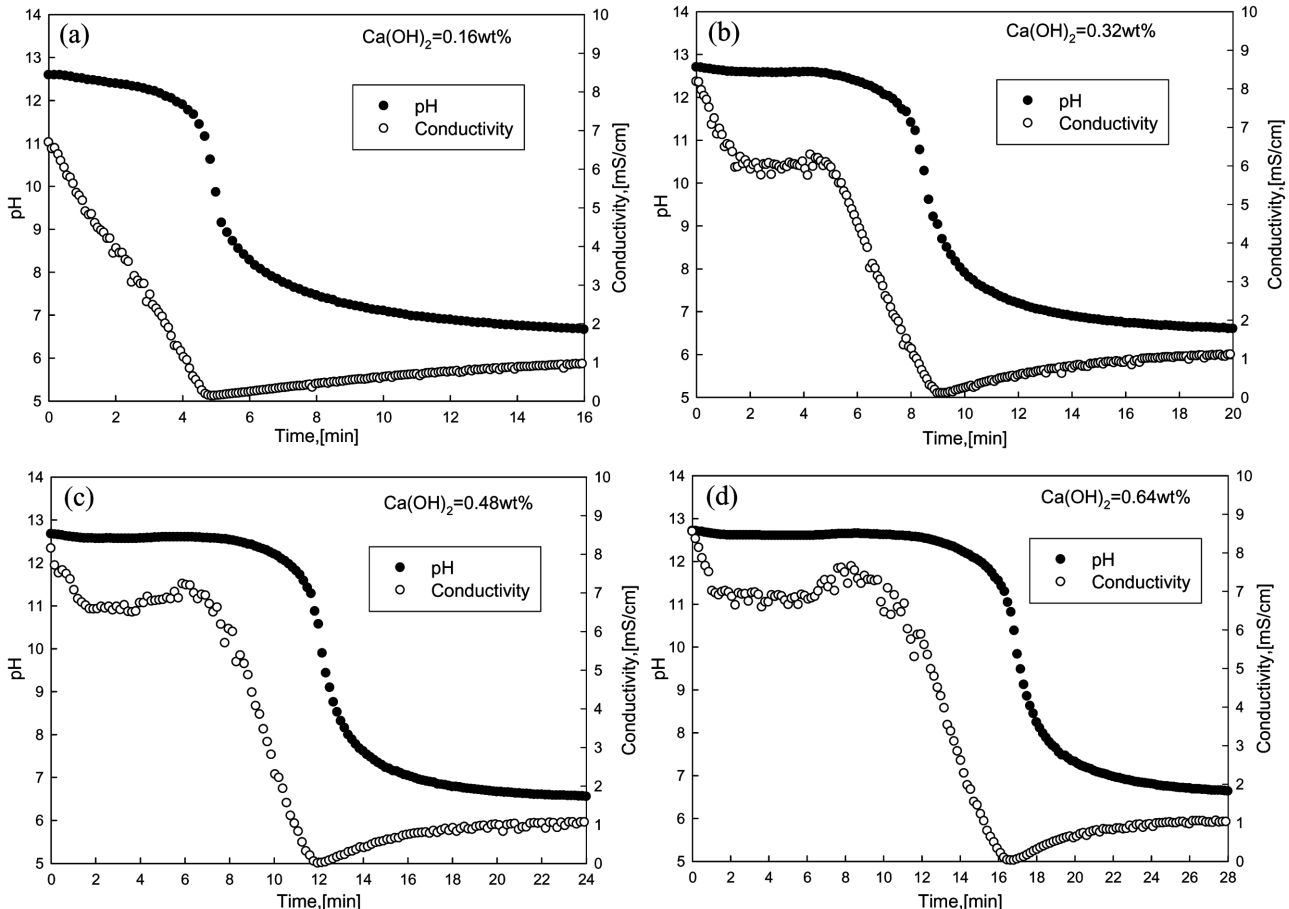 (a)
Ca(OH)2=0.16wt%
pH
Conductivity
14
13
12
11
10
9
8
7
6
5
pH
10
9
8
7
6
5
4
3
2
1
0
Conductivity,[mS/cm]
0 2 4 6 8 10 12 14 16
Time,[min]
(b)
Ca(OH)2=0.32wt%
pH
Conductivity
14
13
12
11
10
9
8
7
6
5
pH
10
9
8
7
6
5
4
3
2
1
0
Conductivity,[mS/cm]
0 2 4 6 8 10 12 14 16 18 20
Time,[min]
(c)
Ca(OH)2=0.48wt%
pH
Conductivity
14
13
12
11
10
9
8
7
6
5
pH
10
9
8
7
6
5
4
3
2
1
0
Conductivity,[mS/cm]
0 2 4 6 8 10 12 14 16 18 20 22 24
Time,[min]
(d)
Ca(OH)2=0.64wt%
pH
Conductivity
14
13
12
11
10
9
8
7
6
5
pH
10
9
8
7
6
5
4
3
2
1
0
Conductivity,[mS/cm]
0 2 4 6 8 10 12 14 16 18 20 22 24 26 28
Time,[min]